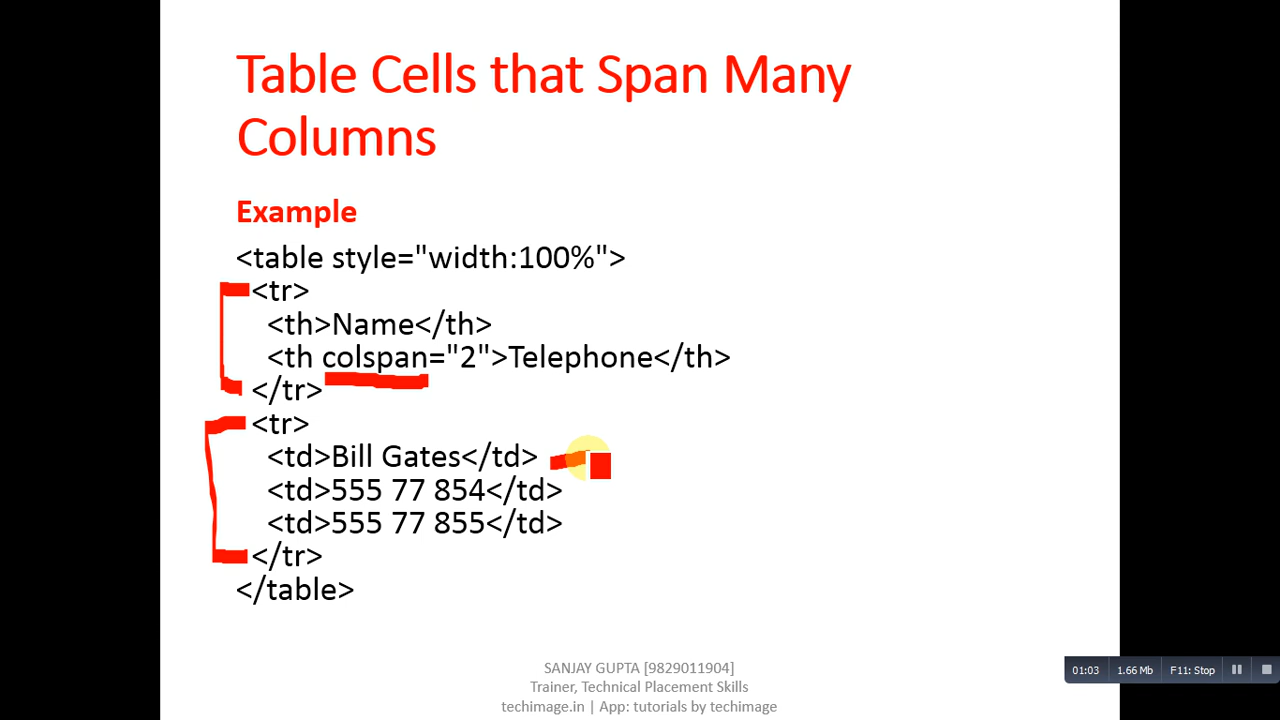 Table Cells that Span Many
Columns
Example
<table style="width:100%">
<tr>
<th>Name</th>
<th colspan="2">Telephone</th>
</tr>
<tr>
<td>Bill Gates</td>
<td>555 77 854</td>
<td>555 77 855</td>
</tr>
</table>
SANJAY GUPTA [9829011904]
Trainer, Technical Placement Skills
techimage.in | App: tutorials by techimage
01:03 1.66 Mb F11: Stop